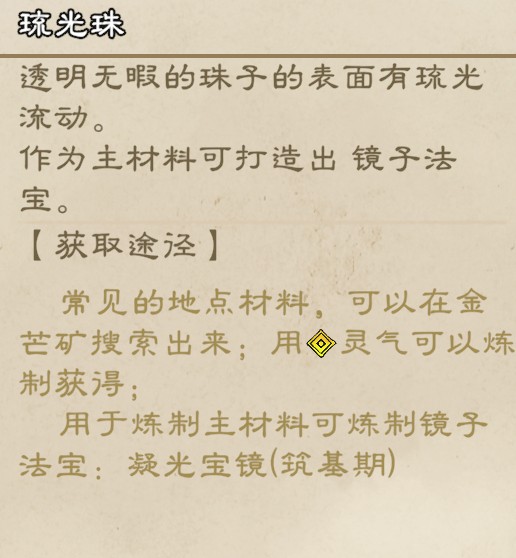 琉光珠
透明无暇的珠子的表面有琉光
流动。
作为主材料可打造出 镜子法
宝。
【获取途径】
常见的地点材料，可以在金
芒矿搜索出来；用灵气可以炼
制获得；
用于炼制主材料可炼制镜子
法宝：凝光宝镜(筑基期)